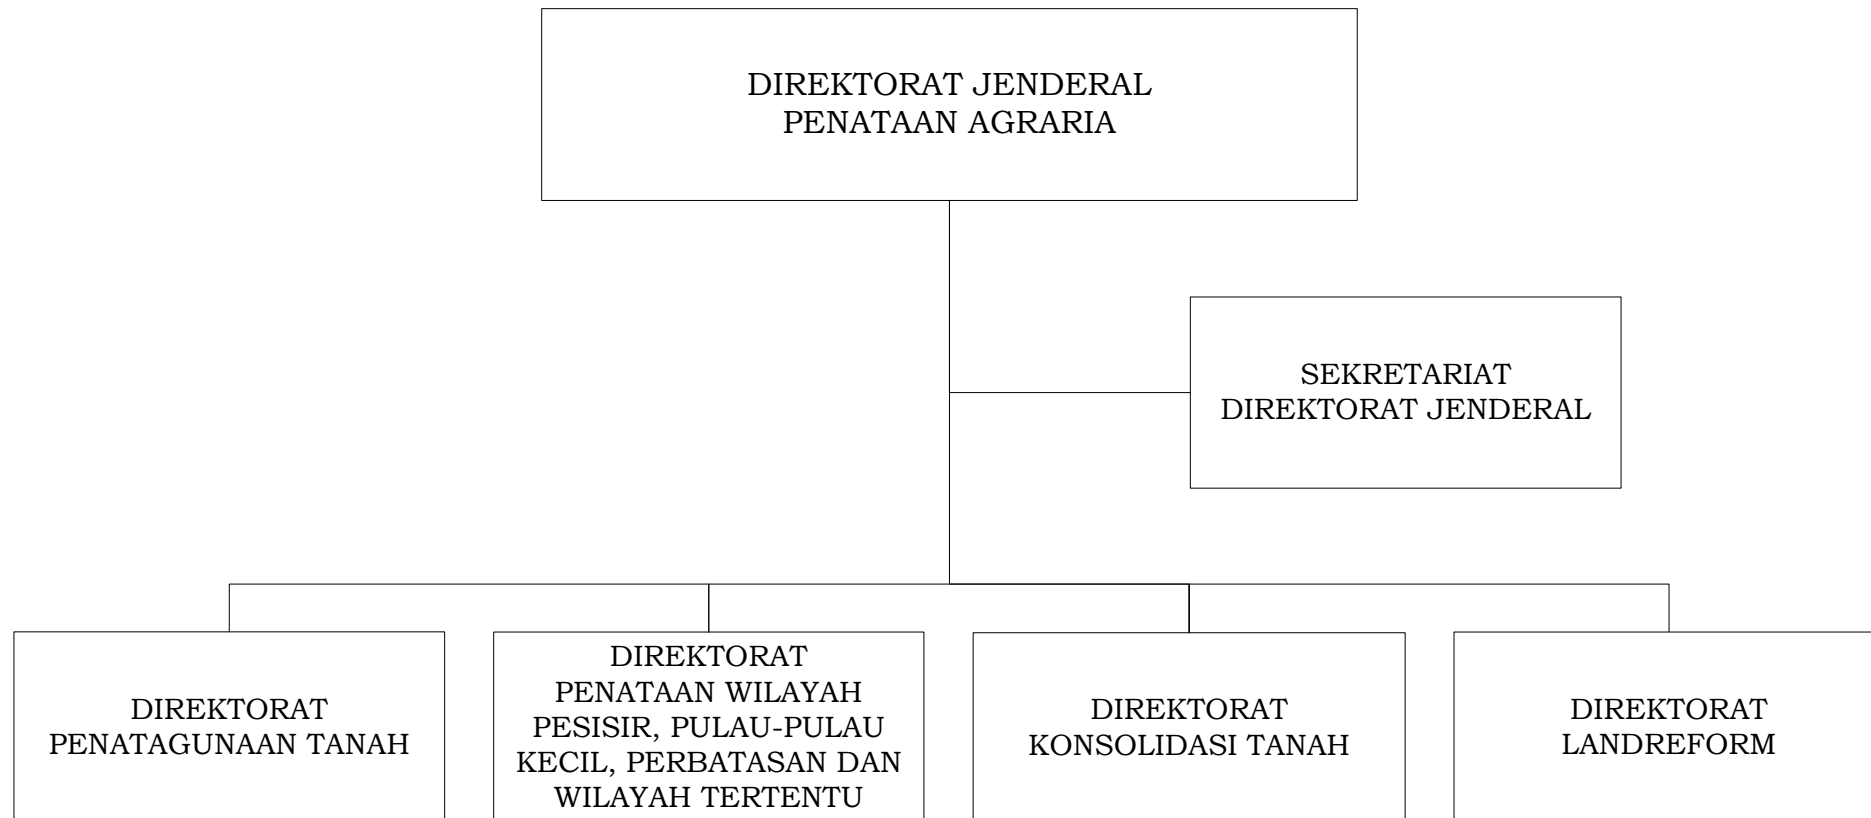 DIREKTORAT JENDERAL
PENATAAN AGRARIA
SEKRETARIAT
DIREKTORAT JENDERAL
DIREKTORAT
PENATAGUNAAN TANAH
DIREKTORAT
PENATAAN WILAYAH
PESISIR, PULAU-PULAU
KECIL, PERBATASAN DAN
WILAYAH TERTENTU
DIREKTORAT
KONSOLIDASI TANAH
DIREKTORAT
LANDREFORM